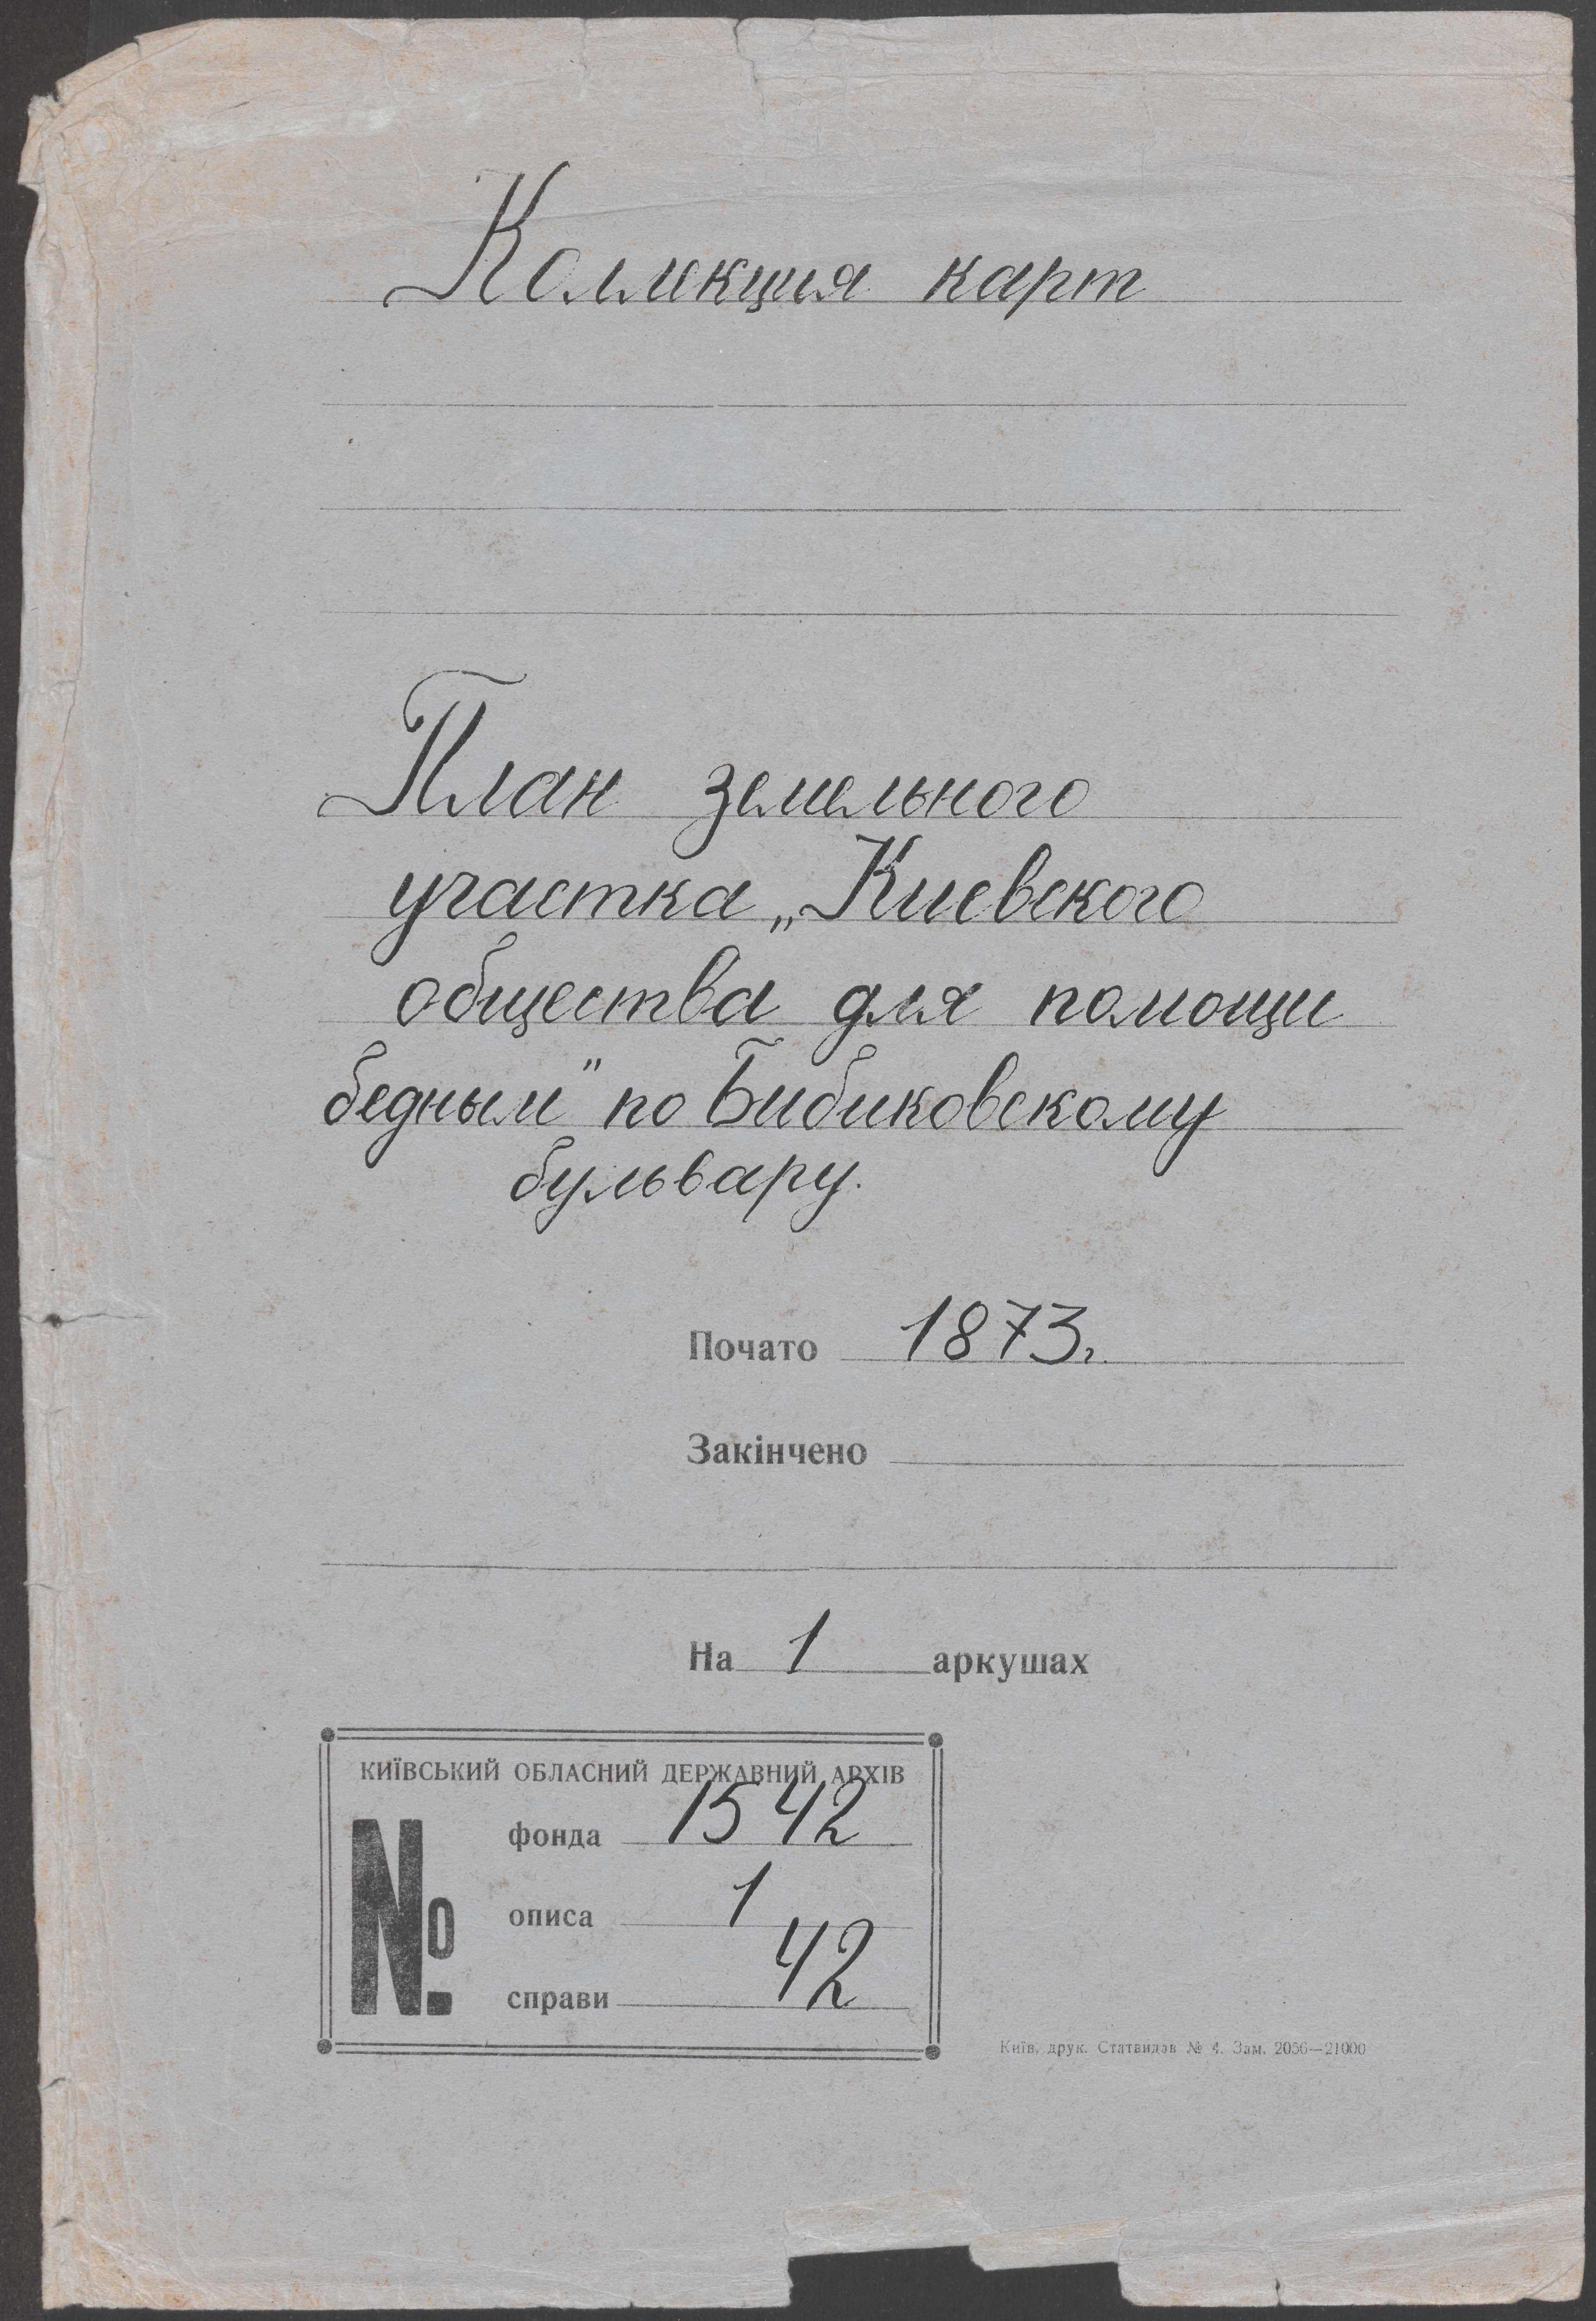 Коллекция карт
План земельного
участка „Киевского
общества для помощи
бедным" по Бибиковскому
бульвару.
Почато 1873г.
Закінчено
На 1 аркушах
КИЇВСЬКИЙ ОБЛАСНИЙ ДЕРЖАВНИЙ АРХІВ
№
фонда 1542
описа 1
справи 42
Київ, друк. Статвидав № 4. Зам. 2056—21000